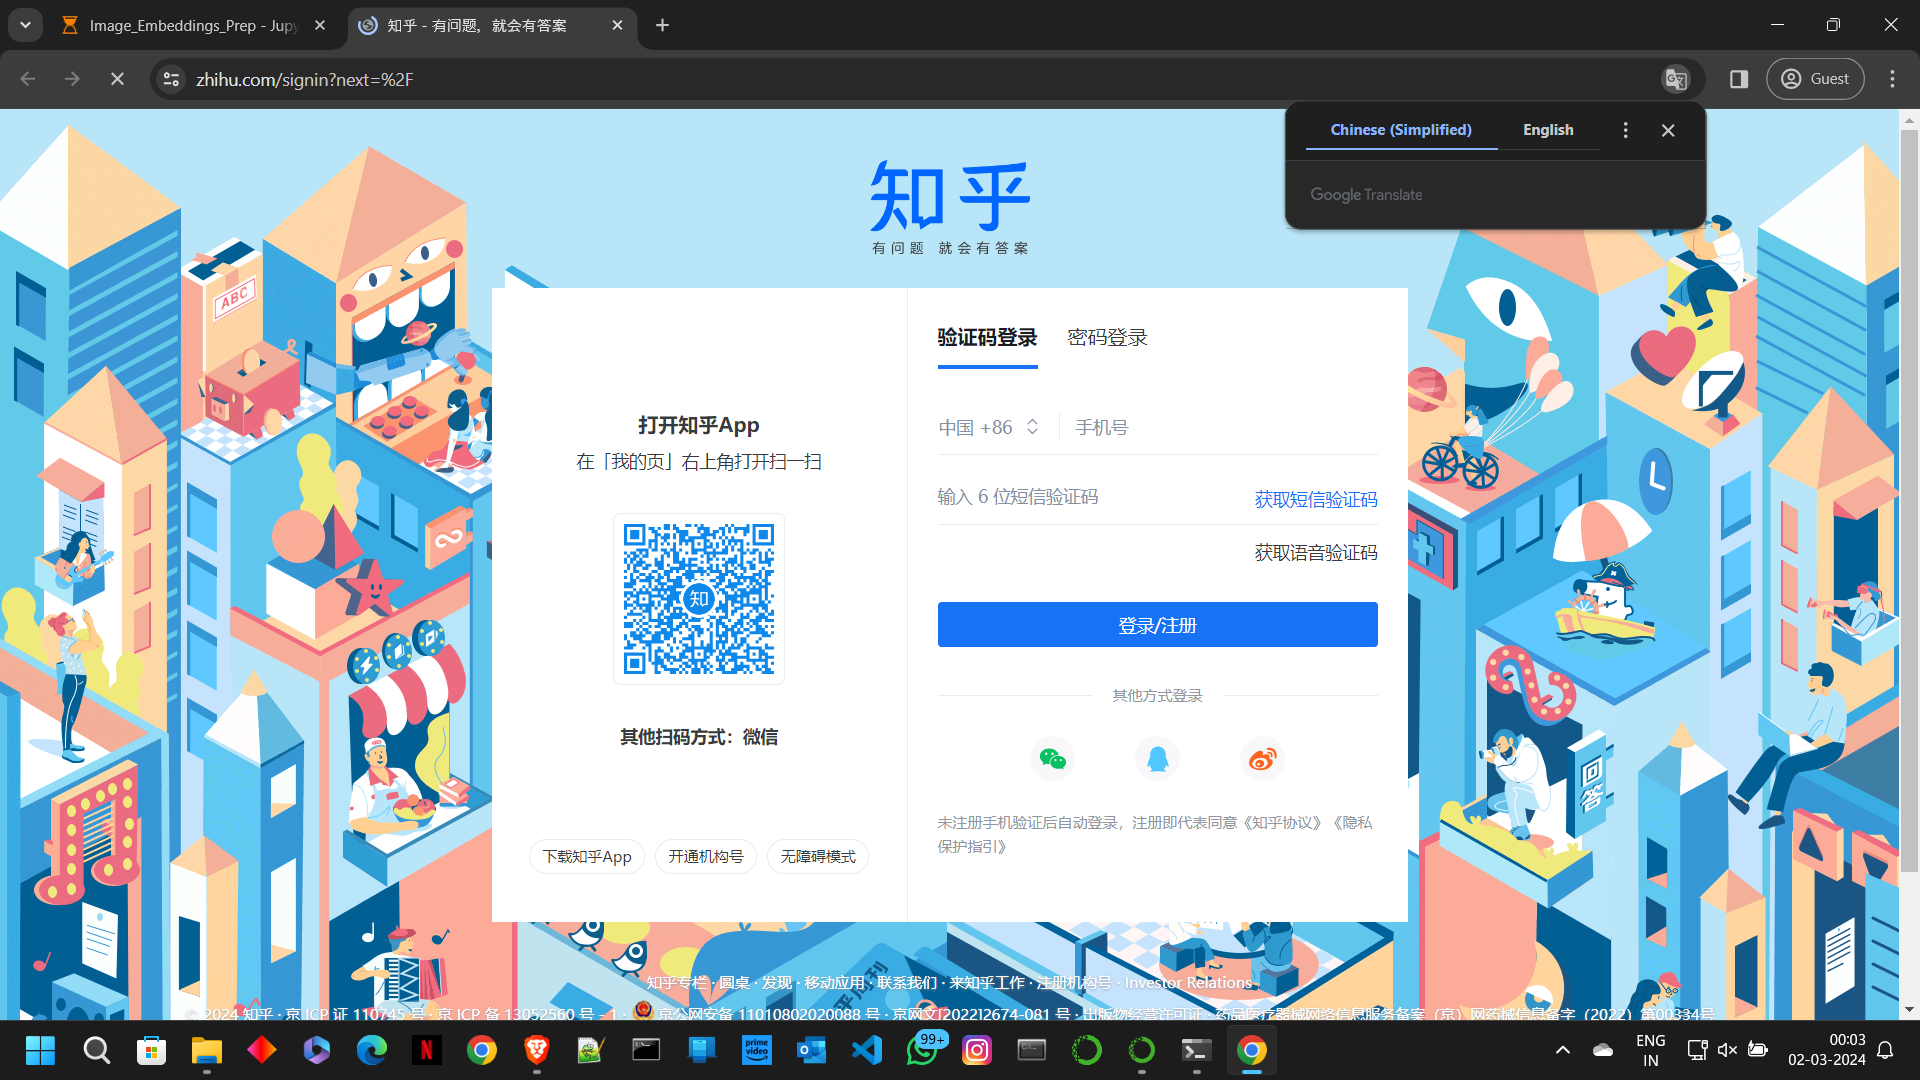 Image_Embeddings_Prep - Jupy
知乎 - 有问题，就会有答案
zhihu.com/signin?next=%2F
Guest
Chinese (Simplified)
English
Google Translate
知乎
有问题 就会有答案
ABC
验证码登录
密码登录
打开知乎App
在「我的页」右上角打开扫一扫
中国 +86
手机号
输入 6 位短信验证码
获取短信验证码
获取语音验证码
知
登录/注册
其他方式登录
其他扫码方式：微信
回答
未注册手机验证后自动登录，注册即代表同意《知乎协议》《隐私
保护指引》
下载知乎App
开通机构号
无障碍模式
知乎专栏 · 圆桌 · 发现 · 移动应用 · 联系我们 · 来知乎工作 · 注册机构号 · Investor Relations
© 2024 知乎 · 京 ICP 证 110745 号 · 京 ICP 备 13052560 号 - 1 · 京公网安备 11010802020088 号 · 京网文[2022]2674-081 号 · 出版物经营许可证 · 药品医疗器械网络信息服务备案（京）网药械信息备字（2022）第00334号
prime video
99+
ENG
IN
00:03
02-03-2024